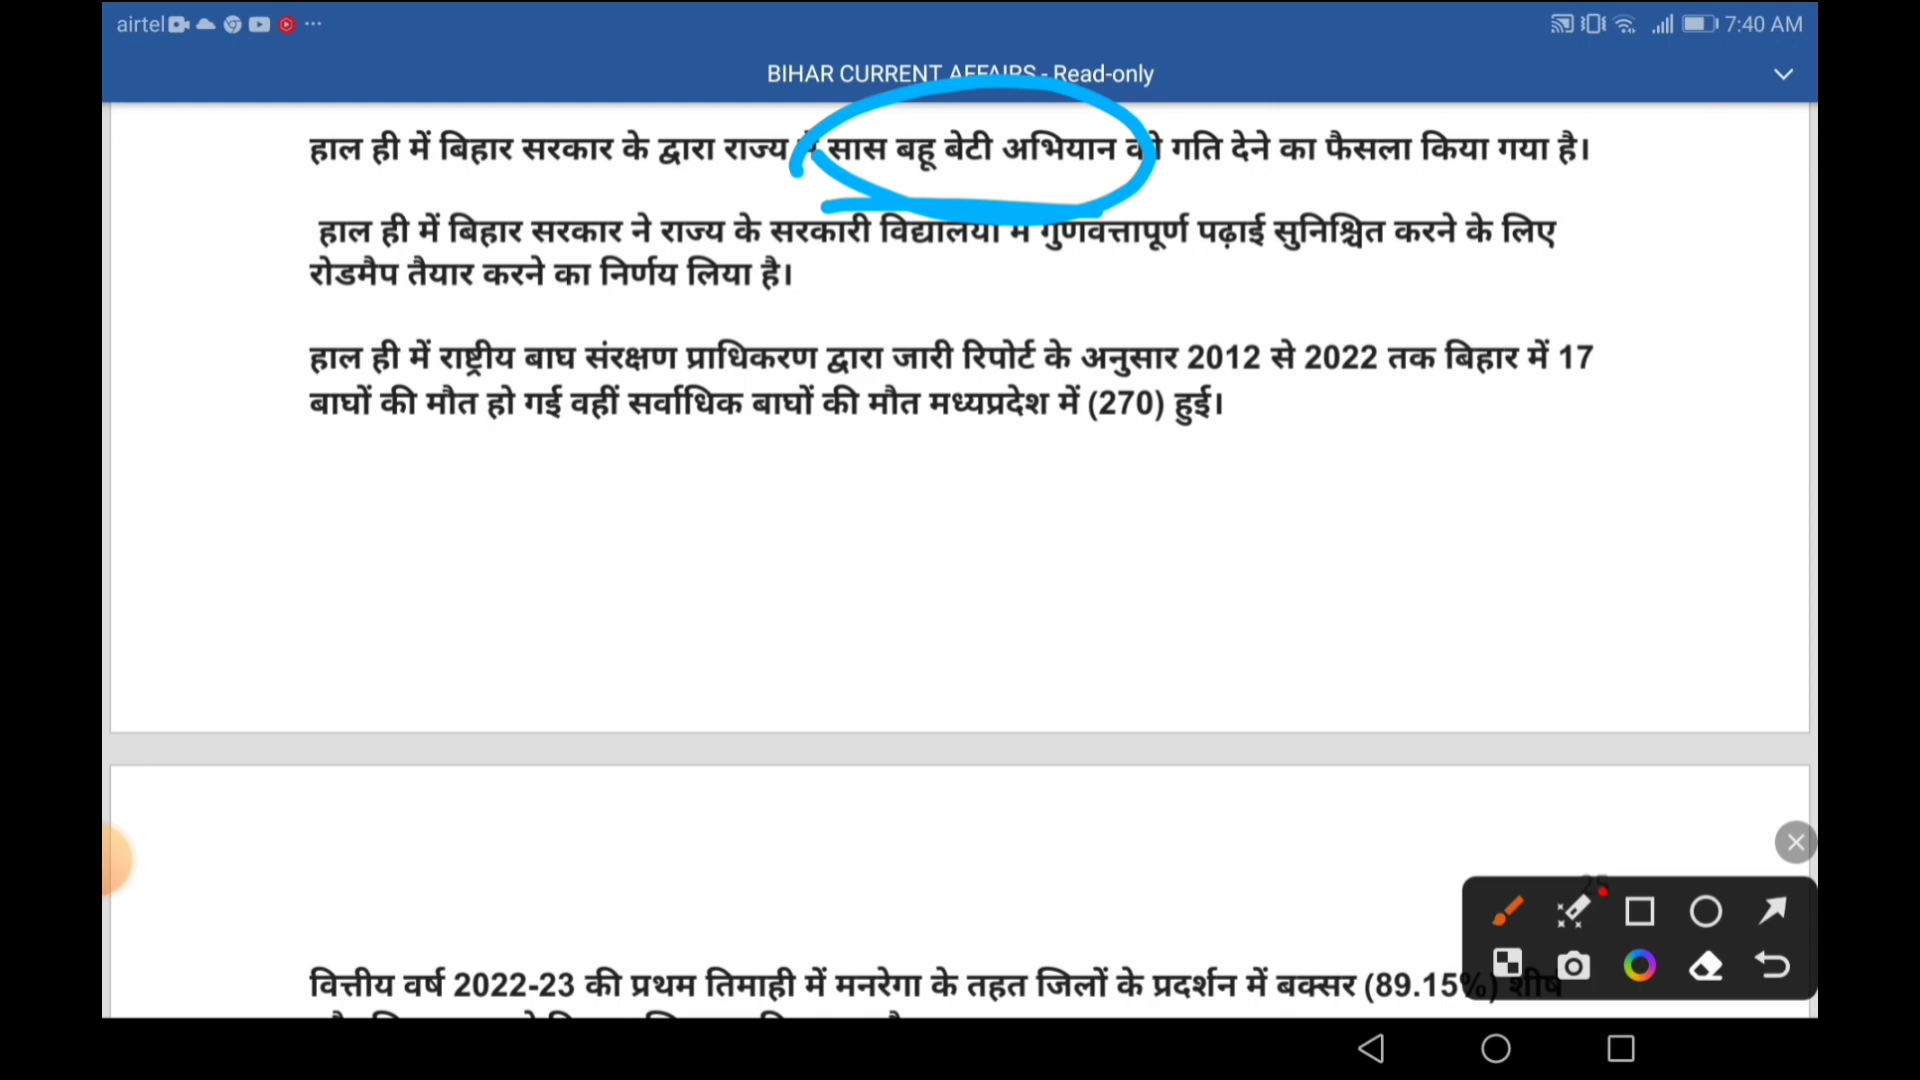 airtel ... 7:40 AM
BIHAR CURRENT AFFAIRS - Read-only
हाल ही में बिहार सरकार के द्वारा राज्य में सास बहू बेटी अभियान को गति देने का फैसला किया गया है।
हाल ही में बिहार सरकार ने राज्य के सरकारी विद्यालयों में गुणवत्तापूर्ण पढ़ाई सुनिश्चित करने के लिए
रोडमैप तैयार करने का निर्णय लिया है।
हाल ही में राष्ट्रीय बाघ संरक्षण प्राधिकरण द्वारा जारी रिपोर्ट के अनुसार 2012 से 2022 तक बिहार में 17
बाघों की मौत हो गई वहीं सर्वाधिक बाघों की मौत मध्यप्रदेश में (270) हुई।
25
वित्तीय वर्ष 2022-23 की प्रथम तिमाही में मनरेगा के तहत जिलों के प्रदर्शन में बक्सर (89.15%) शीर्ष